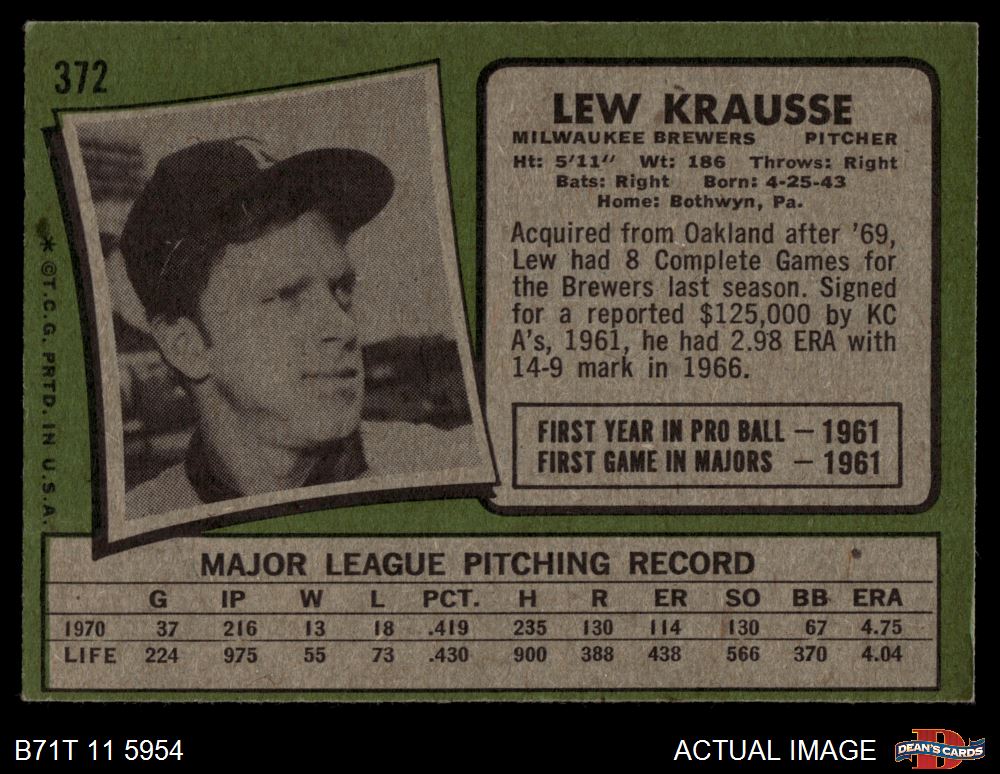 372
LEW KRAUSSE
MILWAUKEE BREWERS PITCHER
Ht: 5'11" Wt: 186 Throws: Right
Bats: Right Born: 4-25-43
Home: Bothwyn, Pa.
Acquired from Oakland after '69,
Lew had 8 Complete Games for
the Brewers last season. Signed
for a reported $125,000 by KC
A's, 1961, he had 2.98 ERA with
14-9 mark in 1966.
FIRST YEAR IN PRO BALL — 1961
FIRST GAME IN MAJORS — 1961
* ©T.C.G. PRTD. IN U.S.A.
MAJOR LEAGUE PITCHING RECORD
G IP W L PCT. H R ER SO BB ERA
1970 37 216 13 18 .419 235 130 114 130 67 4.75
LIFE 224 975 55 73 .430 900 388 438 566 370 4.04
B71T 11 5954
ACTUAL IMAGE
D DEAN'S CARDS